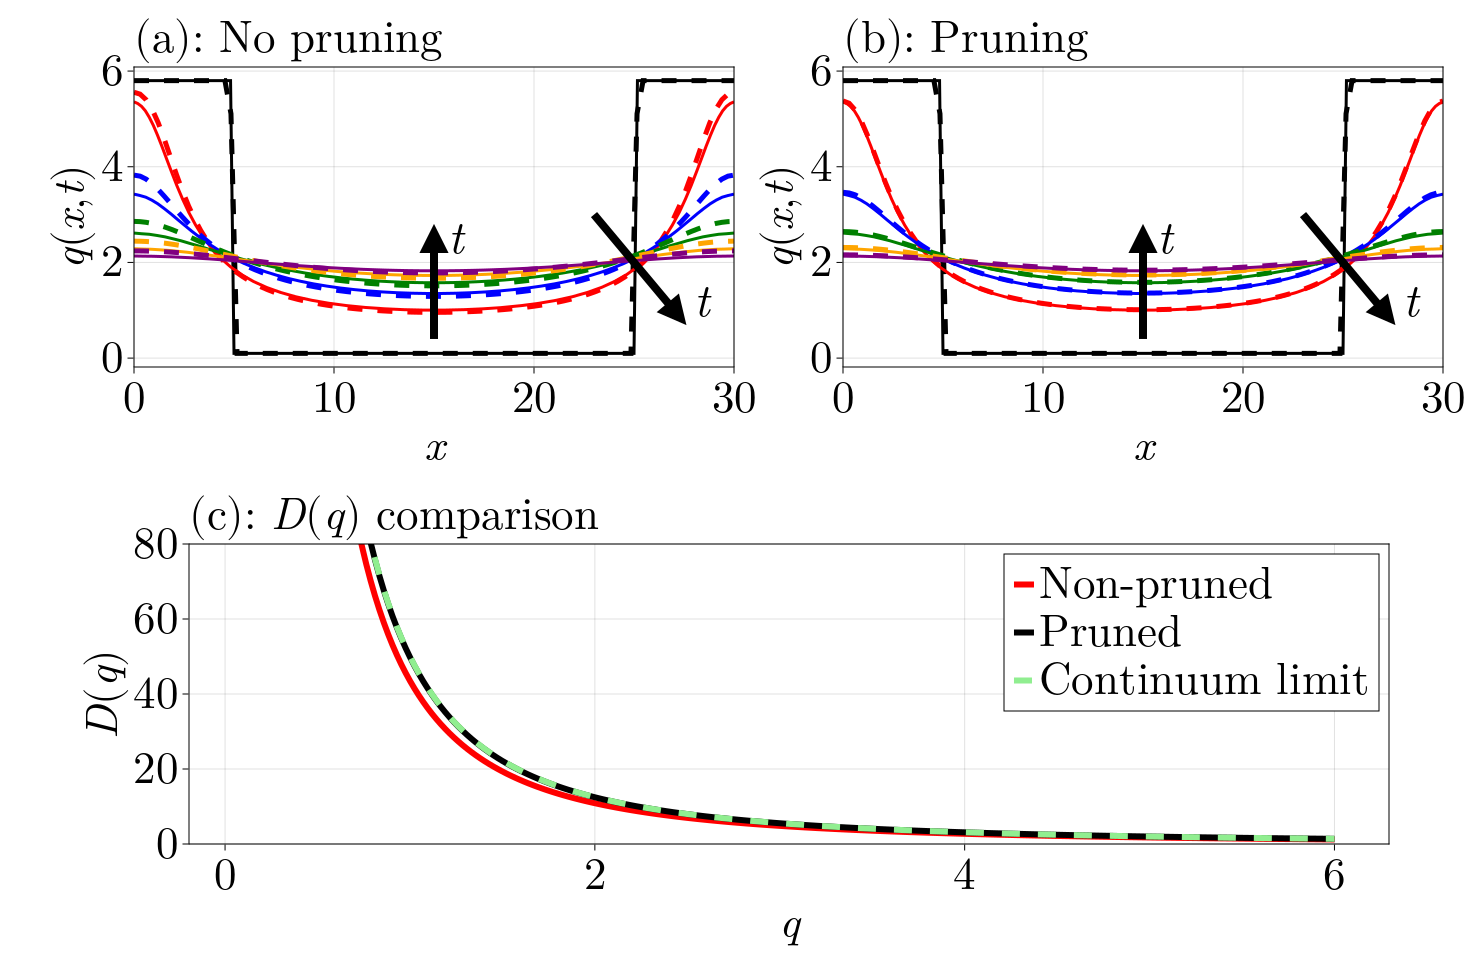 (a): No pruning
6
4
2
0
q(x, t)
t
t
0 10 20 30
x
(b): Pruning
6
4
2
0
q(x, t)
t
t
0 10 20 30
x
(c): D(q) comparison
80
60
40
20
0
D(q)
Non-pruned
Pruned
Continuum limit
0 2 4 6
q